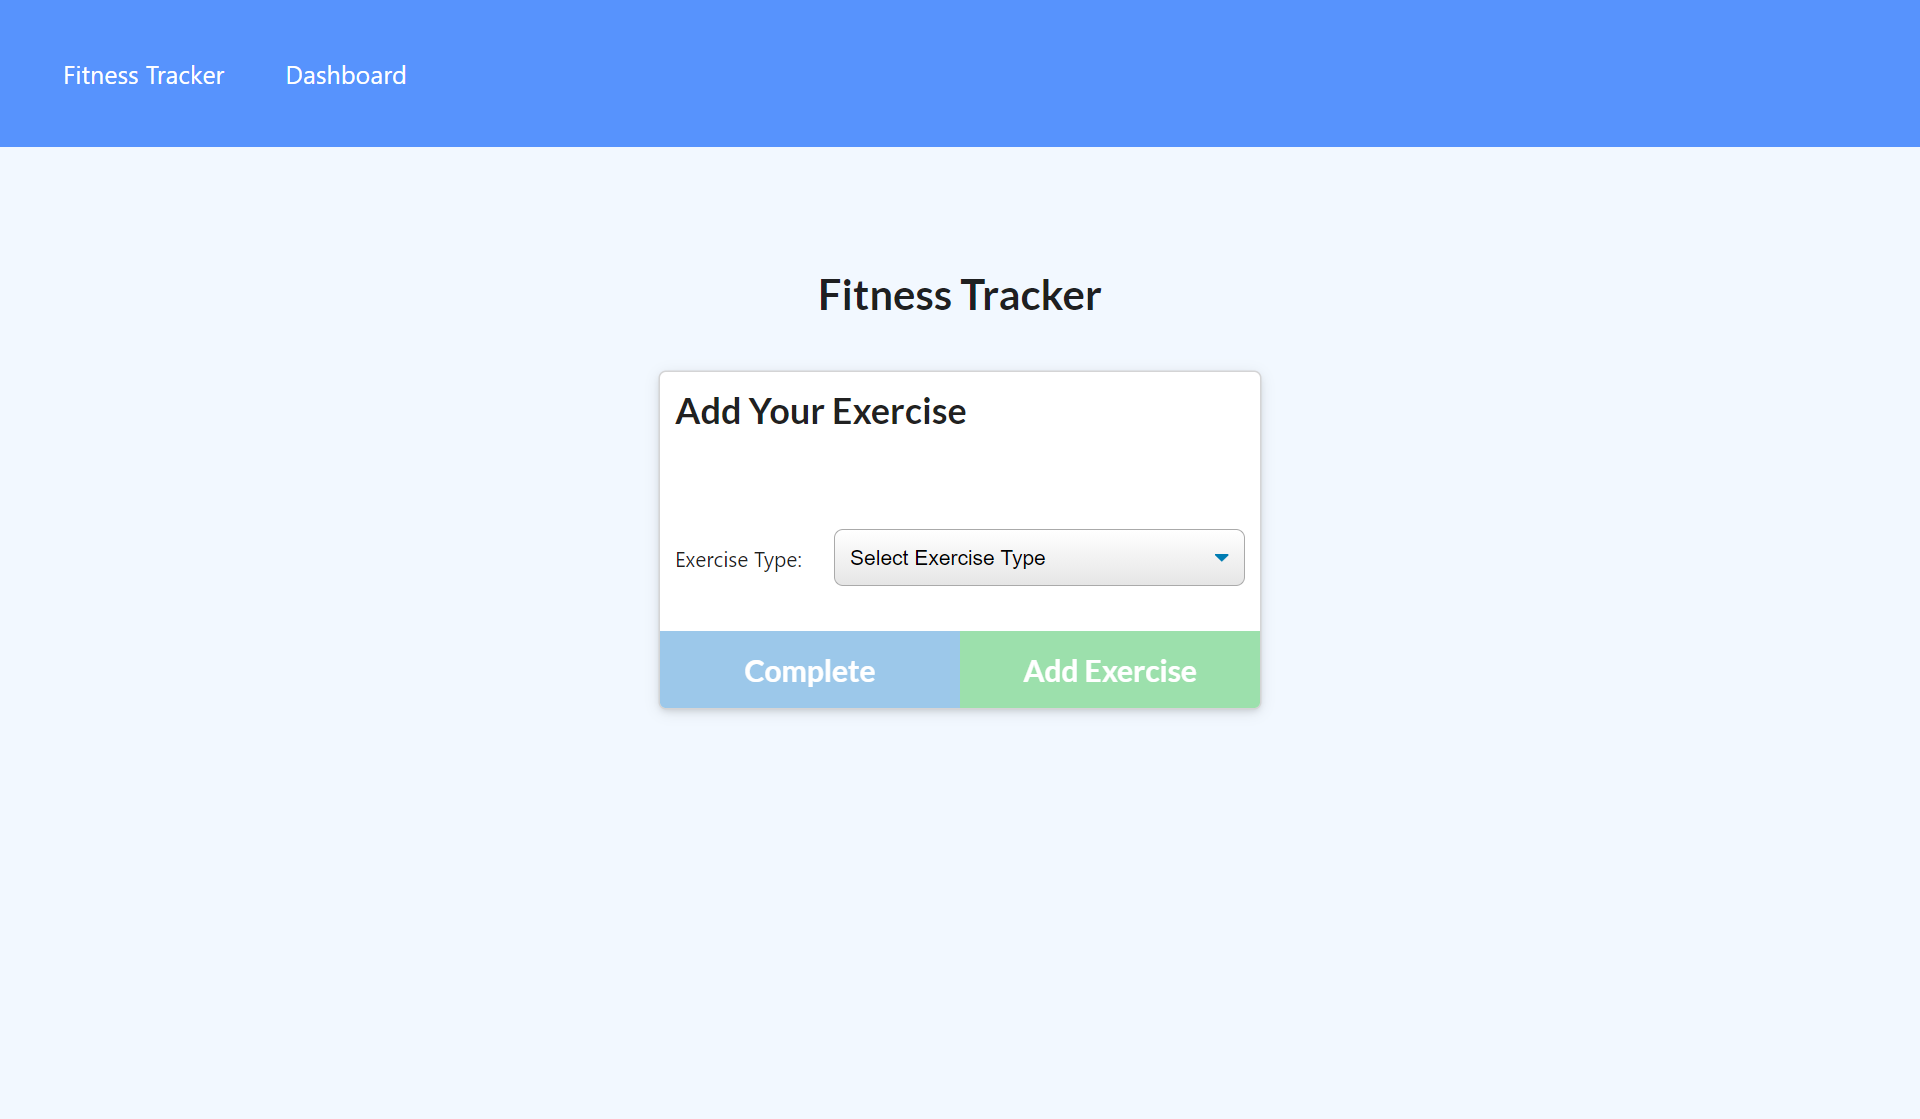 Fitness Tracker Dashboard
Fitness Tracker
Add Your Exercise
Exercise Type: Select Exercise Type
Complete Add Exercise